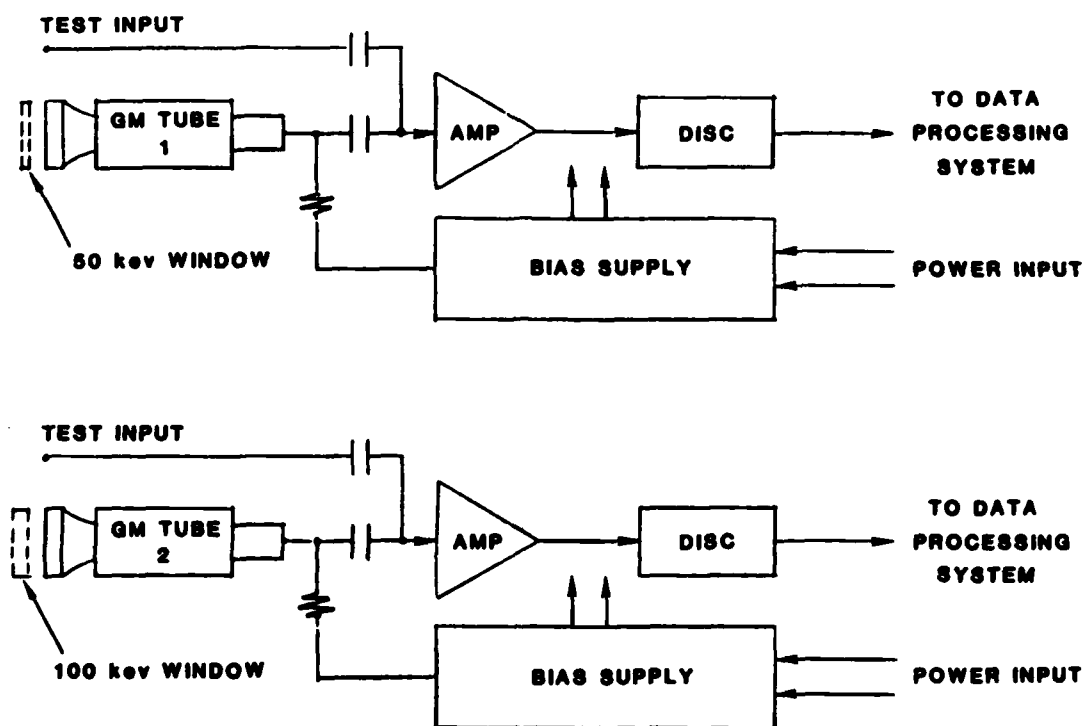 TEST INPUT
GM TUBE
1
AMP
DISC
TO DATA
PROCESSING
SYSTEM
50 kev WINDOW
BIAS SUPPLY
POWER INPUT
TEST INPUT
GM TUBE
2
AMP
DISC
TO DATA
PROCESSING
SYSTEM
100 kev WINDOW
BIAS SUPPLY
POWER INPUT